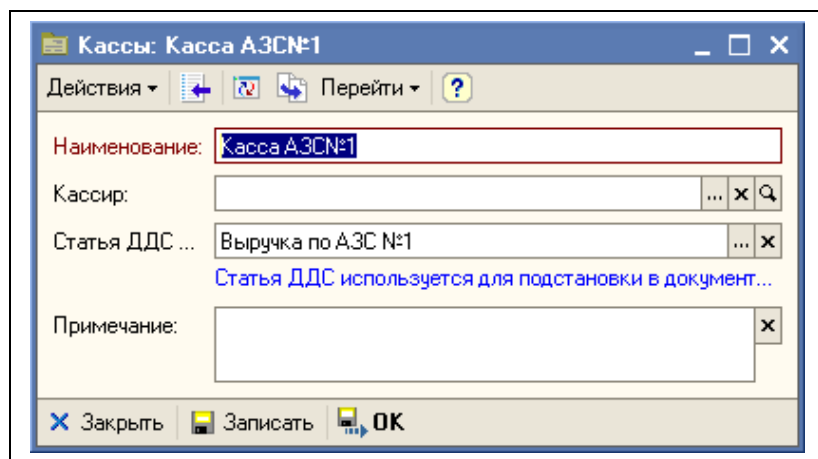 Кассы: Касса АЗС№1
Действия Перейти ?
Наименование: Касса АЗС№1
Кассир: ...
Статья ДДС ... Выручка по АЗС №1 ...
Статья ДДС используется для подстановки в документ...
Примечание:
Закрыть Записать OK